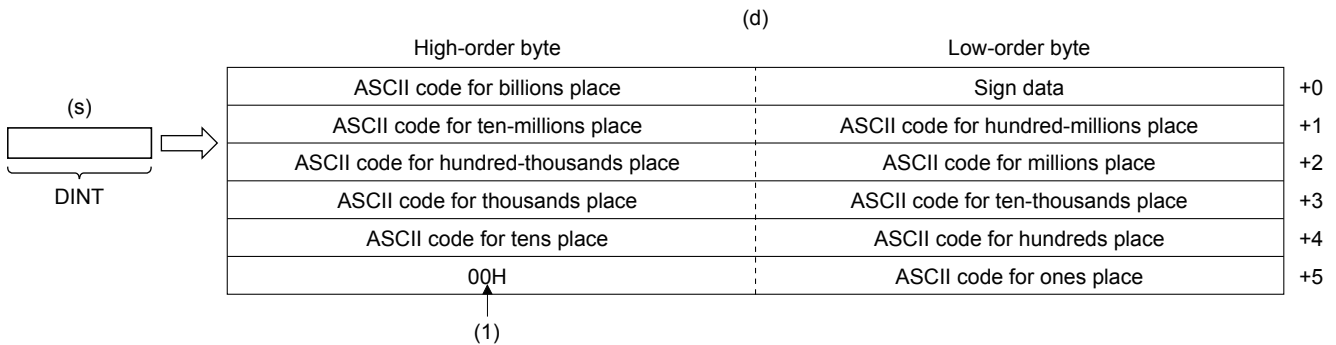 (d)
High-order byte Low-order byte
ASCII code for billions place Sign data +0
(s)
ASCII code for ten-millions place ASCII code for hundred-millions place +1
ASCII code for hundred-thousands place ASCII code for millions place +2
DINT
ASCII code for thousands place ASCII code for ten-thousands place +3
ASCII code for tens place ASCII code for hundreds place +4
00H ASCII code for ones place +5
(1)